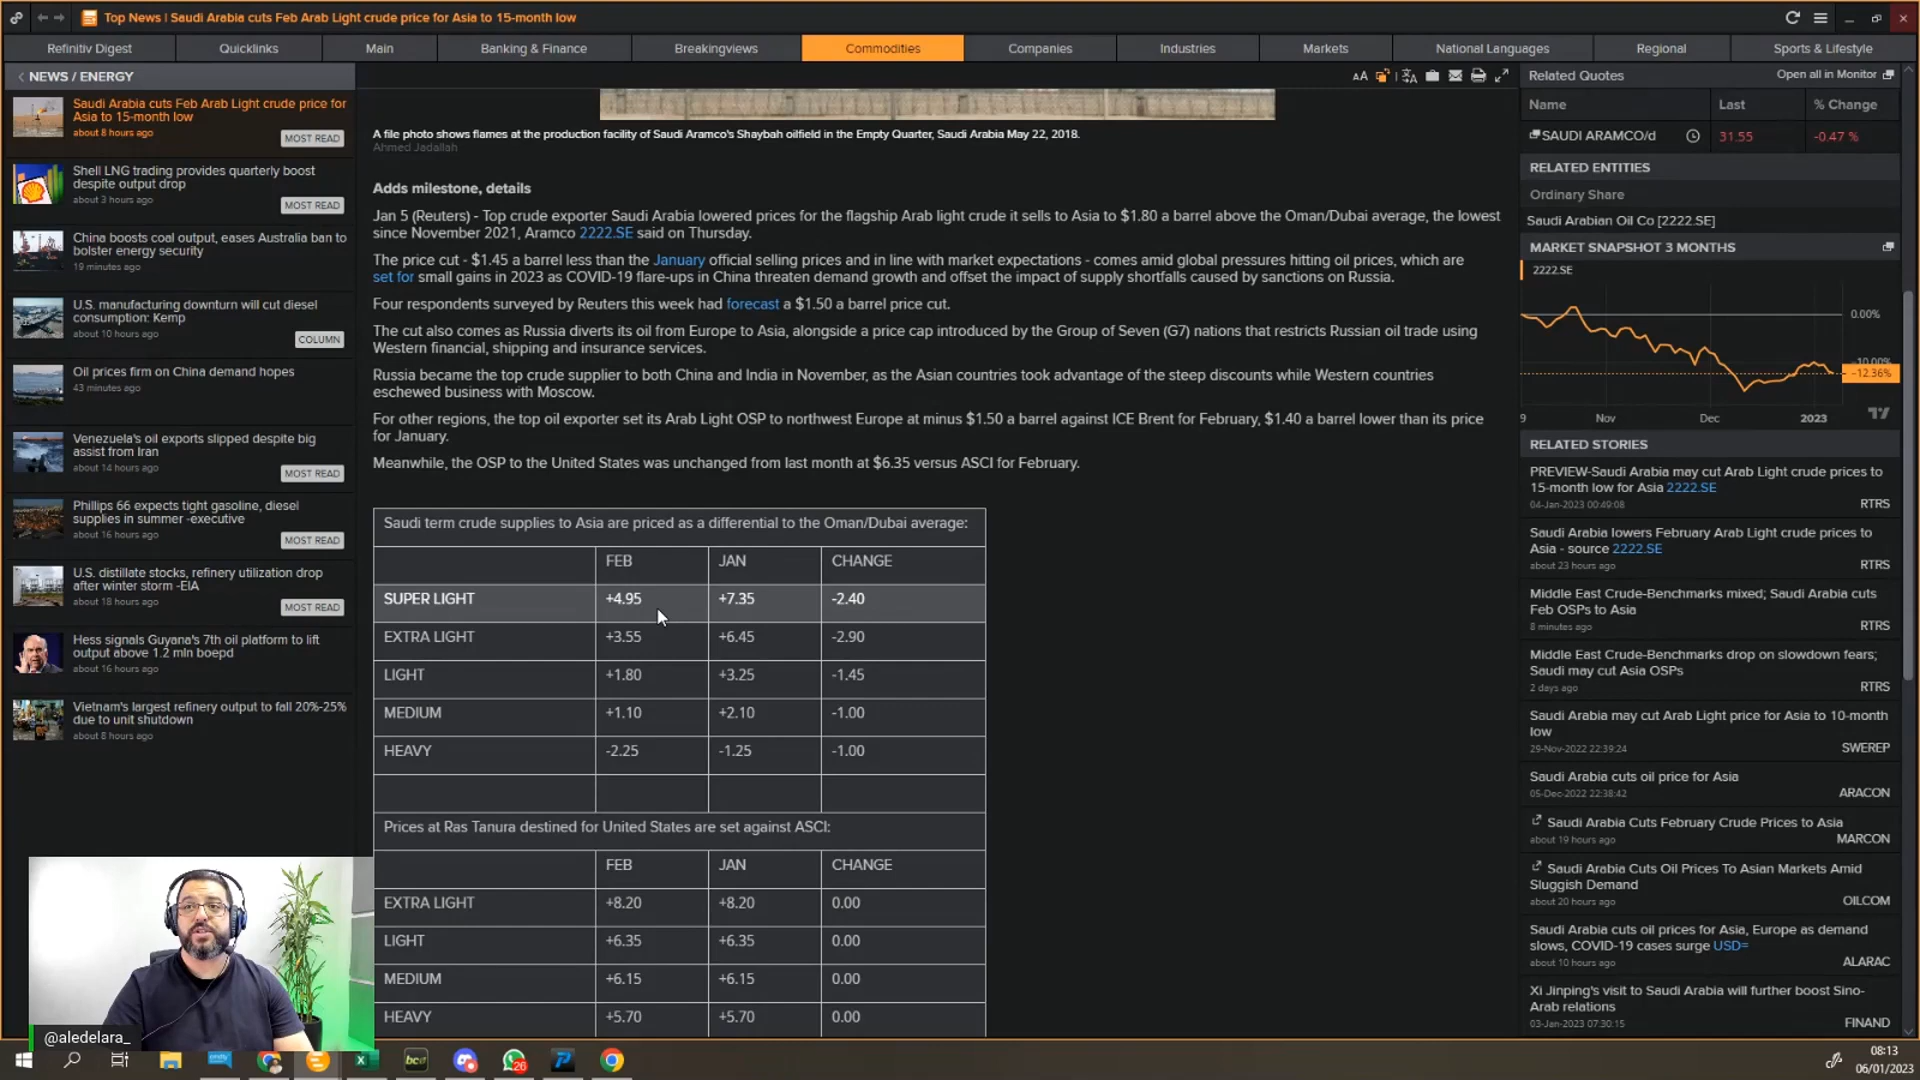 Top News | Saudi Arabia cuts Feb Arab Light crude price for Asia to 15-month low
Refinitiv Digest
Quicklinks
Main
Banking & Finance
Breakingviews
Commodities
Companies
Industries
Markets
National Languages
Regional
Sports & Lifestyle
NEWS / ENERGY
Saudi Arabia cuts Feb Arab Light crude price for
Asia to 15-month low
about 8 hours ago
MOST READ
Shell LNG trading provides quarterly boost
despite output drop
about 3 hours ago
MOST READ
China boosts coal output, eases Australia ban to
bolster energy security
19 minutes ago
U.S. manufacturing downturn will cut diesel
consumption: Kemp
about 10 hours ago
COLUMN
Oil prices firm on China demand hopes
43 minutes ago
Venezuela's oil exports slipped despite big
assist from Iran
about 14 hours ago
MOST READ
Phillips 66 expects tight gasoline, diesel
supplies in summer -executive
about 16 hours ago
MOST READ
U.S. distillate stocks, refinery utilization drop
after winter storm -EIA
about 18 hours ago
MOST READ
Hess signals Guyana's 7th oil platform to lift
output above 1.2 mln boepd
about 16 hours ago
Vietnam's largest refinery output to fall 20%-25%
due to unit shutdown
about 8 hours ago
@aledelara_
AA
A file photo shows flames at the production facility of Saudi Aramco's Shaybah oilfield in the Empty Quarter, Saudi Arabia May 22, 2018.
Ahmed Jadallah
Adds milestone, details
Jan 5 (Reuters) - Top crude exporter Saudi Arabia lowered prices for the flagship Arab light crude it sells to Asia to $1.80 a barrel above the Oman/Dubai average, the lowest
since November 2021, Aramco 2222.SE said on Thursday.
The price cut - $1.45 a barrel less than the January official selling prices and in line with market expectations - comes amid global pressures hitting oil prices, which are
set for small gains in 2023 as COVID-19 flare-ups in China threaten demand growth and offset the impact of supply shortfalls caused by sanctions on Russia.
Four respondents surveyed by Reuters this week had forecast a $1.50 a barrel price cut.
The cut also comes as Russia diverts its oil from Europe to Asia, alongside a price cap introduced by the Group of Seven (G7) nations that restricts Russian oil trade using
Western financial, shipping and insurance services.
Russia became the top crude supplier to both China and India in November, as the Asian countries took advantage of the steep discounts while Western countries
eschewed business with Moscow.
For other regions, the top oil exporter set its Arab Light OSP to northwest Europe at minus $1.50 a barrel against ICE Brent for February, $1.40 a barrel lower than its price
for January.
Meanwhile, the OSP to the United States was unchanged from last month at $6.35 versus ASCI for February.
Saudi term crude supplies to Asia are priced as a differential to the Oman/Dubai average:
FEB JAN CHANGE
SUPER LIGHT +4.95 +7.35 -2.40
EXTRA LIGHT +3.55 +6.45 -2.90
LIGHT +1.80 +3.25 -1.45
MEDIUM +1.10 +2.10 -1.00
HEAVY -2.25 -1.25 -1.00
Prices at Ras Tanura destined for United States are set against ASCI:
FEB JAN CHANGE
EXTRA LIGHT +8.20 +8.20 0.00
LIGHT +6.35 +6.35 0.00
MEDIUM +6.15 +6.15 0.00
HEAVY +5.70 +5.70 0.00
Related Quotes
Open all in Monitor
Name Last % Change
SAUDI ARAMCO/d 31.55 -0.47 %
RELATED ENTITIES
Ordinary Share
Saudi Arabian Oil Co [2222.SE]
MARKET SNAPSHOT 3 MONTHS
2222.SE
0.00%
-10.00%
-12.36%
9 Nov Dec 2023
RELATED STORIES
PREVIEW-Saudi Arabia may cut Arab Light crude prices to
15-month low for Asia 2222.SE
04-Jan-2023 00:49:08
RTRS
Saudi Arabia lowers February Arab Light crude prices to
Asia - source 2222.SE
about 23 hours ago
RTRS
Middle East Crude-Benchmarks mixed; Saudi Arabia cuts
Feb OSPs to Asia
8 minutes ago
RTRS
Middle East Crude-Benchmarks drop on slowdown fears;
Saudi may cut Asia OSPs
2 days ago
RTRS
Saudi Arabia may cut Arab Light price for Asia to 10-month
low
29-Nov-2022 22:39:24
SWEREP
Saudi Arabia cuts oil price for Asia
05-Dec-2022 22:38:42
ARACON
Saudi Arabia Cuts February Crude Prices to Asia
about 19 hours ago
MARCON
Saudi Arabia Cuts Oil Prices To Asian Markets Amid
Sluggish Demand
about 20 hours ago
OILCOM
Saudi Arabia cuts oil prices for Asia, Europe as demand
slows, COVID-19 cases surge USD=
about 10 hours ago
ALARAC
Xi Jinping's visit to Saudi Arabia will further boost Sino-
Arab relations
03-Jan-2023 07:30:15
FINAND
26
08:13
06/01/2023